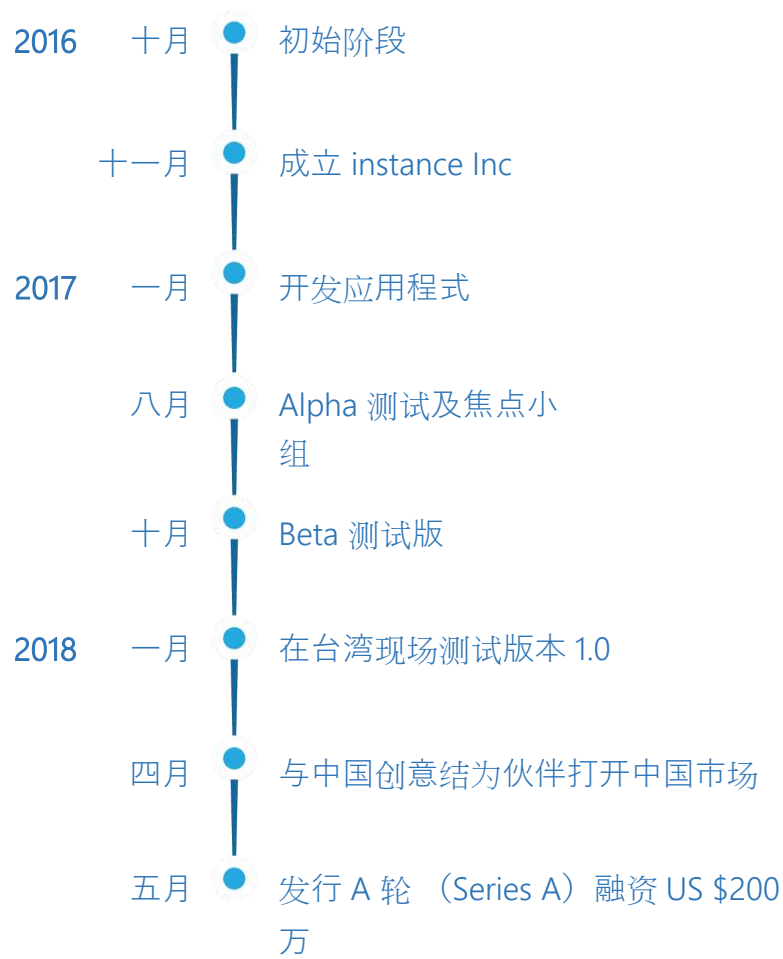 2016 十月 初始阶段
十一月 成立 instance Inc
2017 一月 开发应用程式
八月 Alpha 测试及焦点小
组
十月 Beta 测试版
2018 一月 在台湾现场测试版本 1.0
四月 与中国创意结为伙伴打开中国市场
五月 发行 A 轮 （Series A）融资 US $200
万